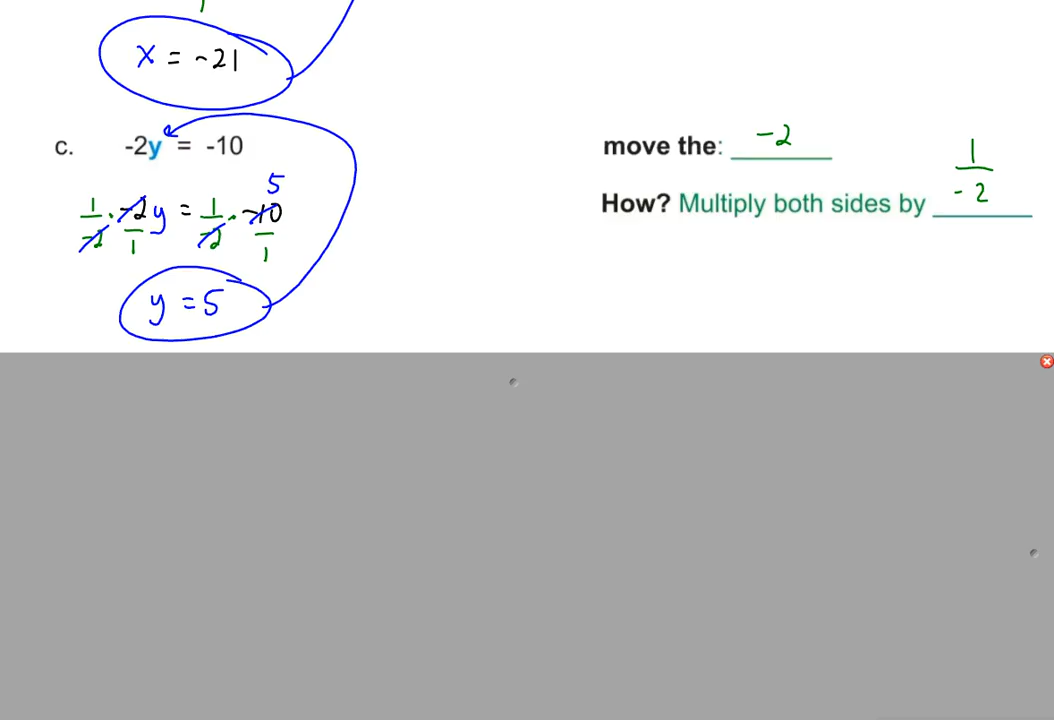 x = -21
c. -2y = -10
move the: -2
How? Multiply both sides by 1/-2
1/-2 · -2/1 y = 1/-2 · -10/1 5
y = 5